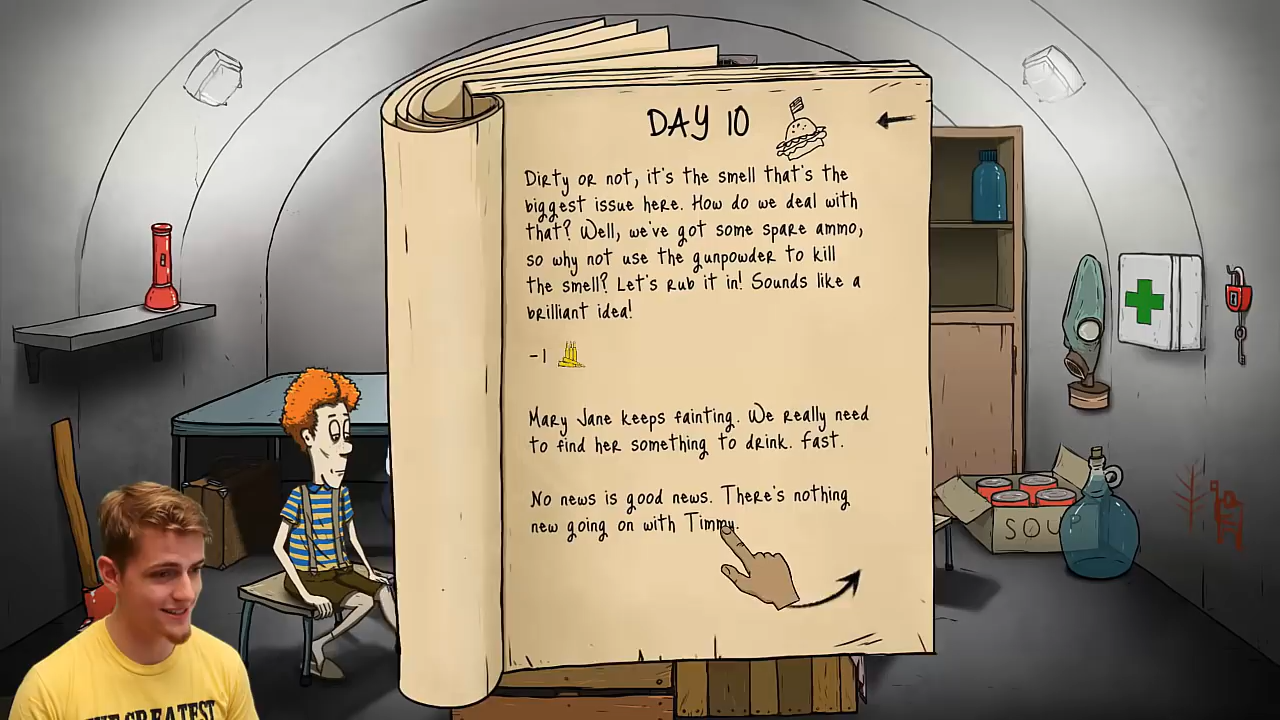 DAY 10
Dirty or not, it's the smell that's the
biggest issue here. How do we deal with
that? Well, we've got some spare ammo,
so why not use the gunpowder to kill
the smell? Let's rub it in! Sounds like a
brilliant idea!
-1
Mary Jane keeps fainting. We really need
to find her something to drink. Fast.
No news is good news. There's nothing
new going on with Timmy.
SOUP
THE GREATEST